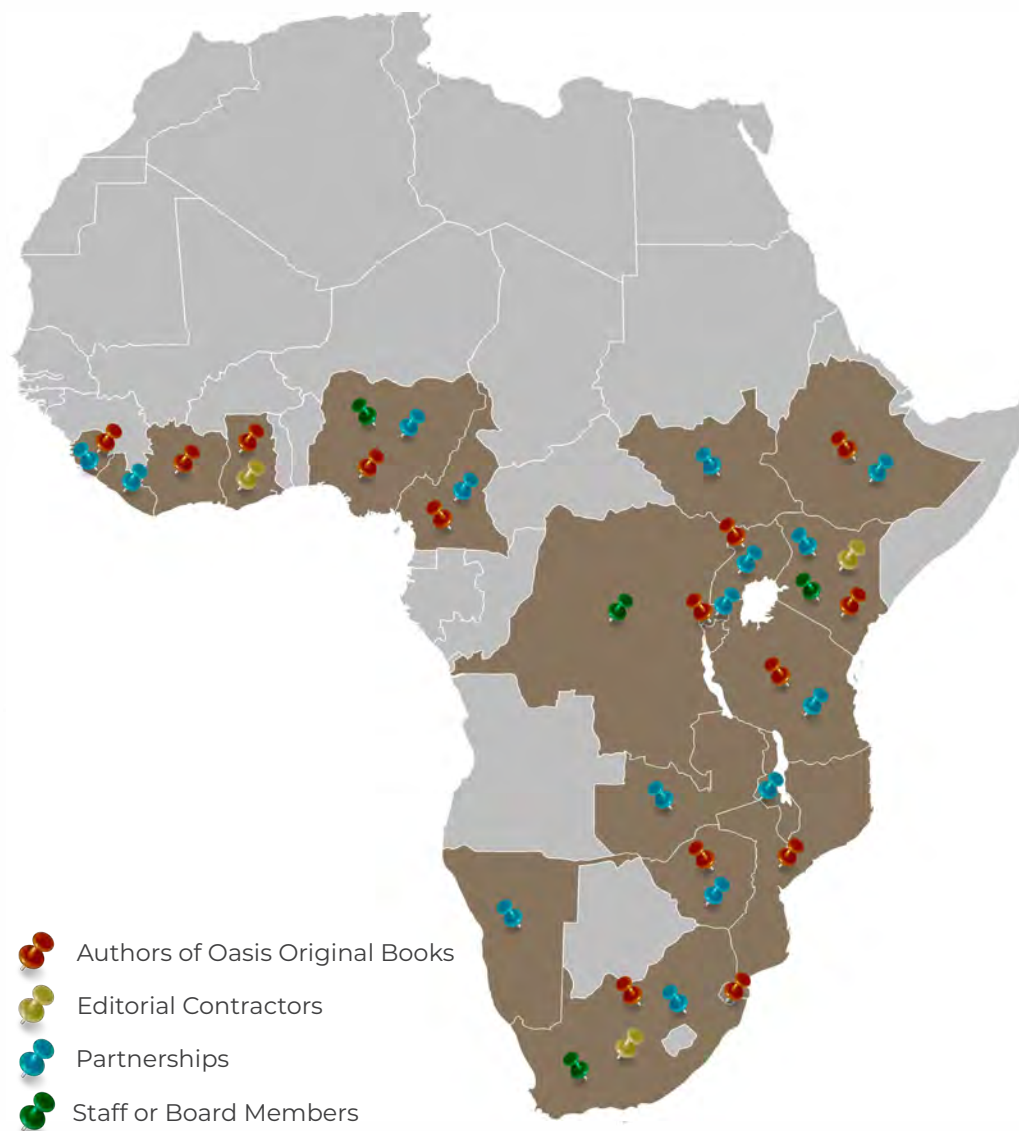 Authors of Oasis Original Books
Editorial Contractors
Partnerships
Staff or Board Members